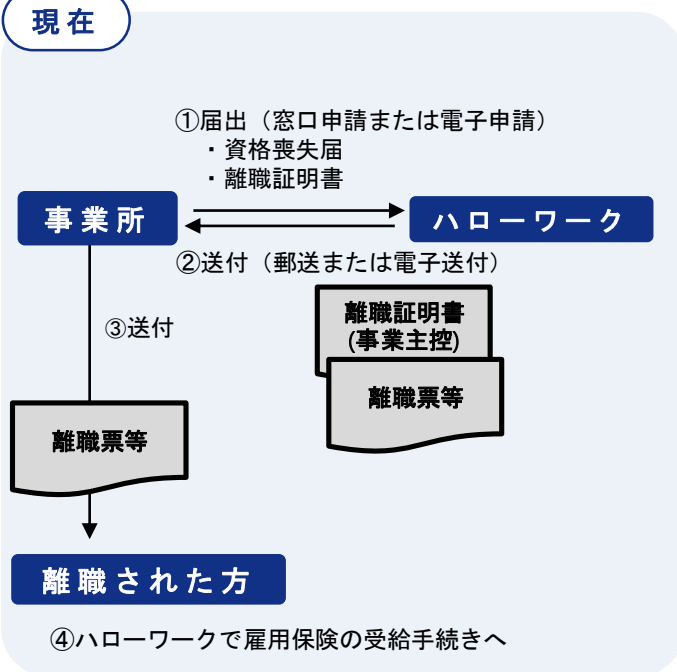 現在
①届出（窓口申請または電子申請）
・資格喪失届
・離職証明書
事業所
ハローワーク
②送付（郵送または電子送付）
離職証明書
(事業主控)
離職票等
③送付
離職票等
離職された方
④ハローワークで雇用保険の受給手続きへ